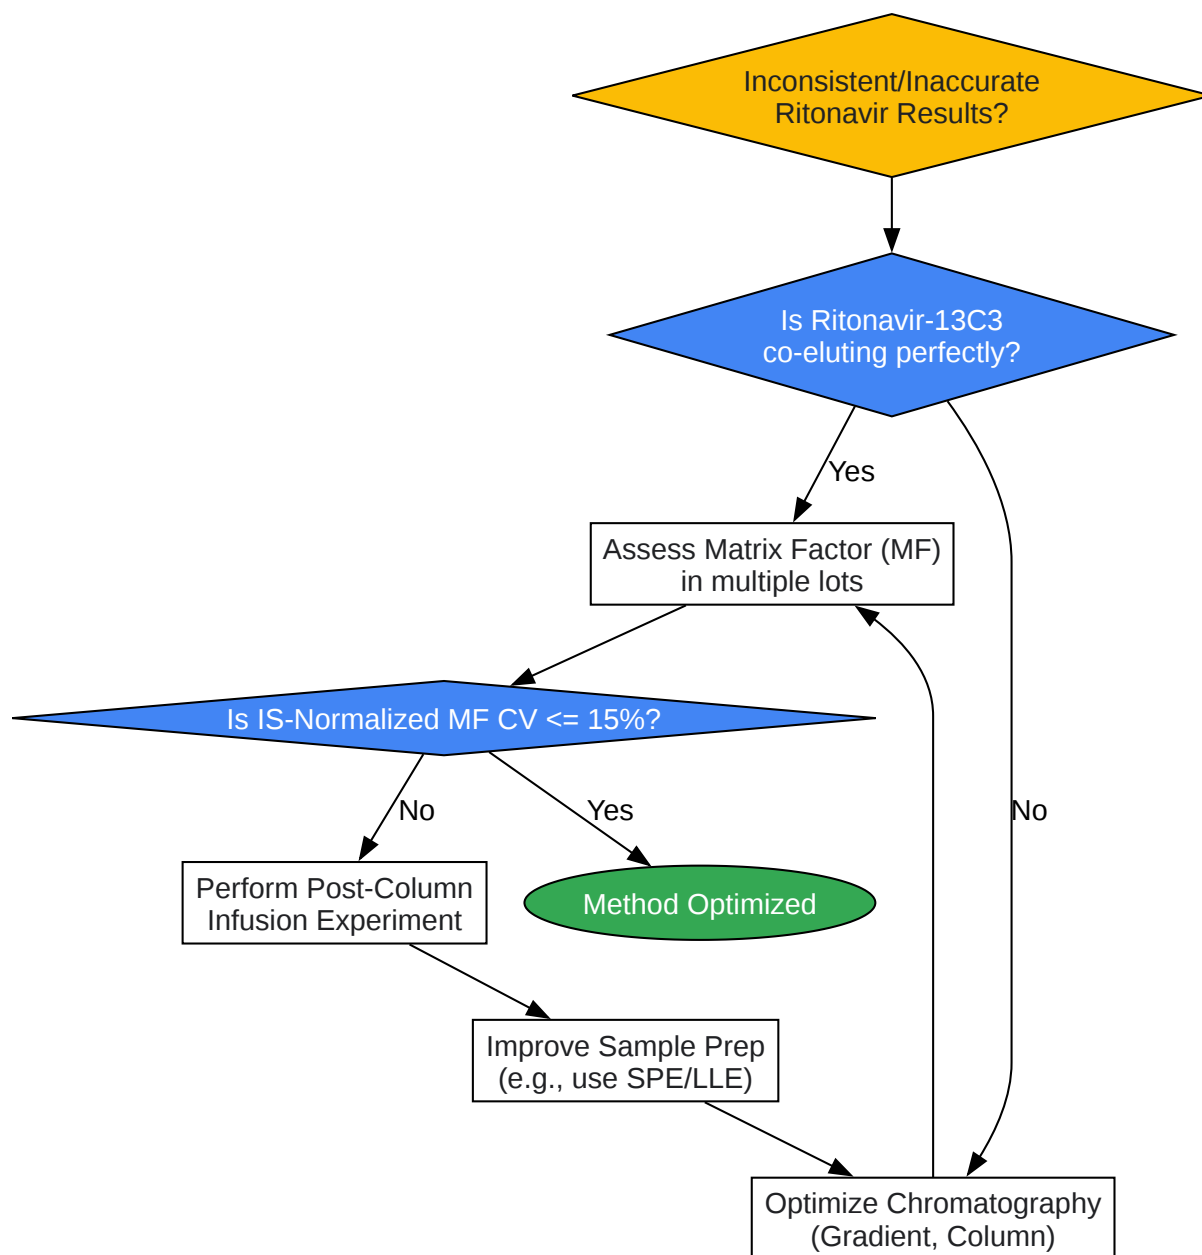 Inconsistent/Inaccurate
Ritonavir Results?
Is Ritonavir-13C3
co-eluting perfectly?
Yes
Assess Matrix Factor (MF)
in multiple lots
Is IS-Normalized MF CV <= 15%?
No
Yes
No
Perform Post-Column
Infusion Experiment
Method Optimized
Improve Sample Prep
(e.g., use SPE/LLE)
Optimize Chromatography
(Gradient, Column)